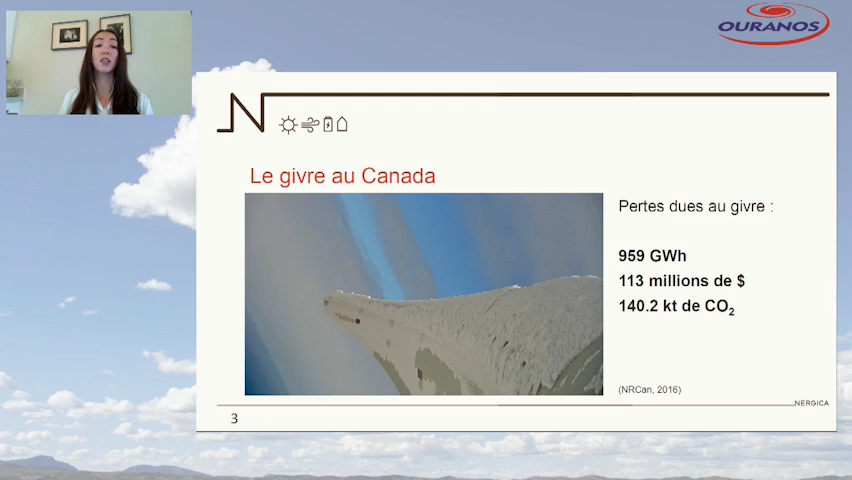 OURANOS
Le givre au Canada
Pertes dues au givre :
959 GWh
113 millions de $
140.2 kt de CO₂
(NRCan, 2016)
NERGICA
3